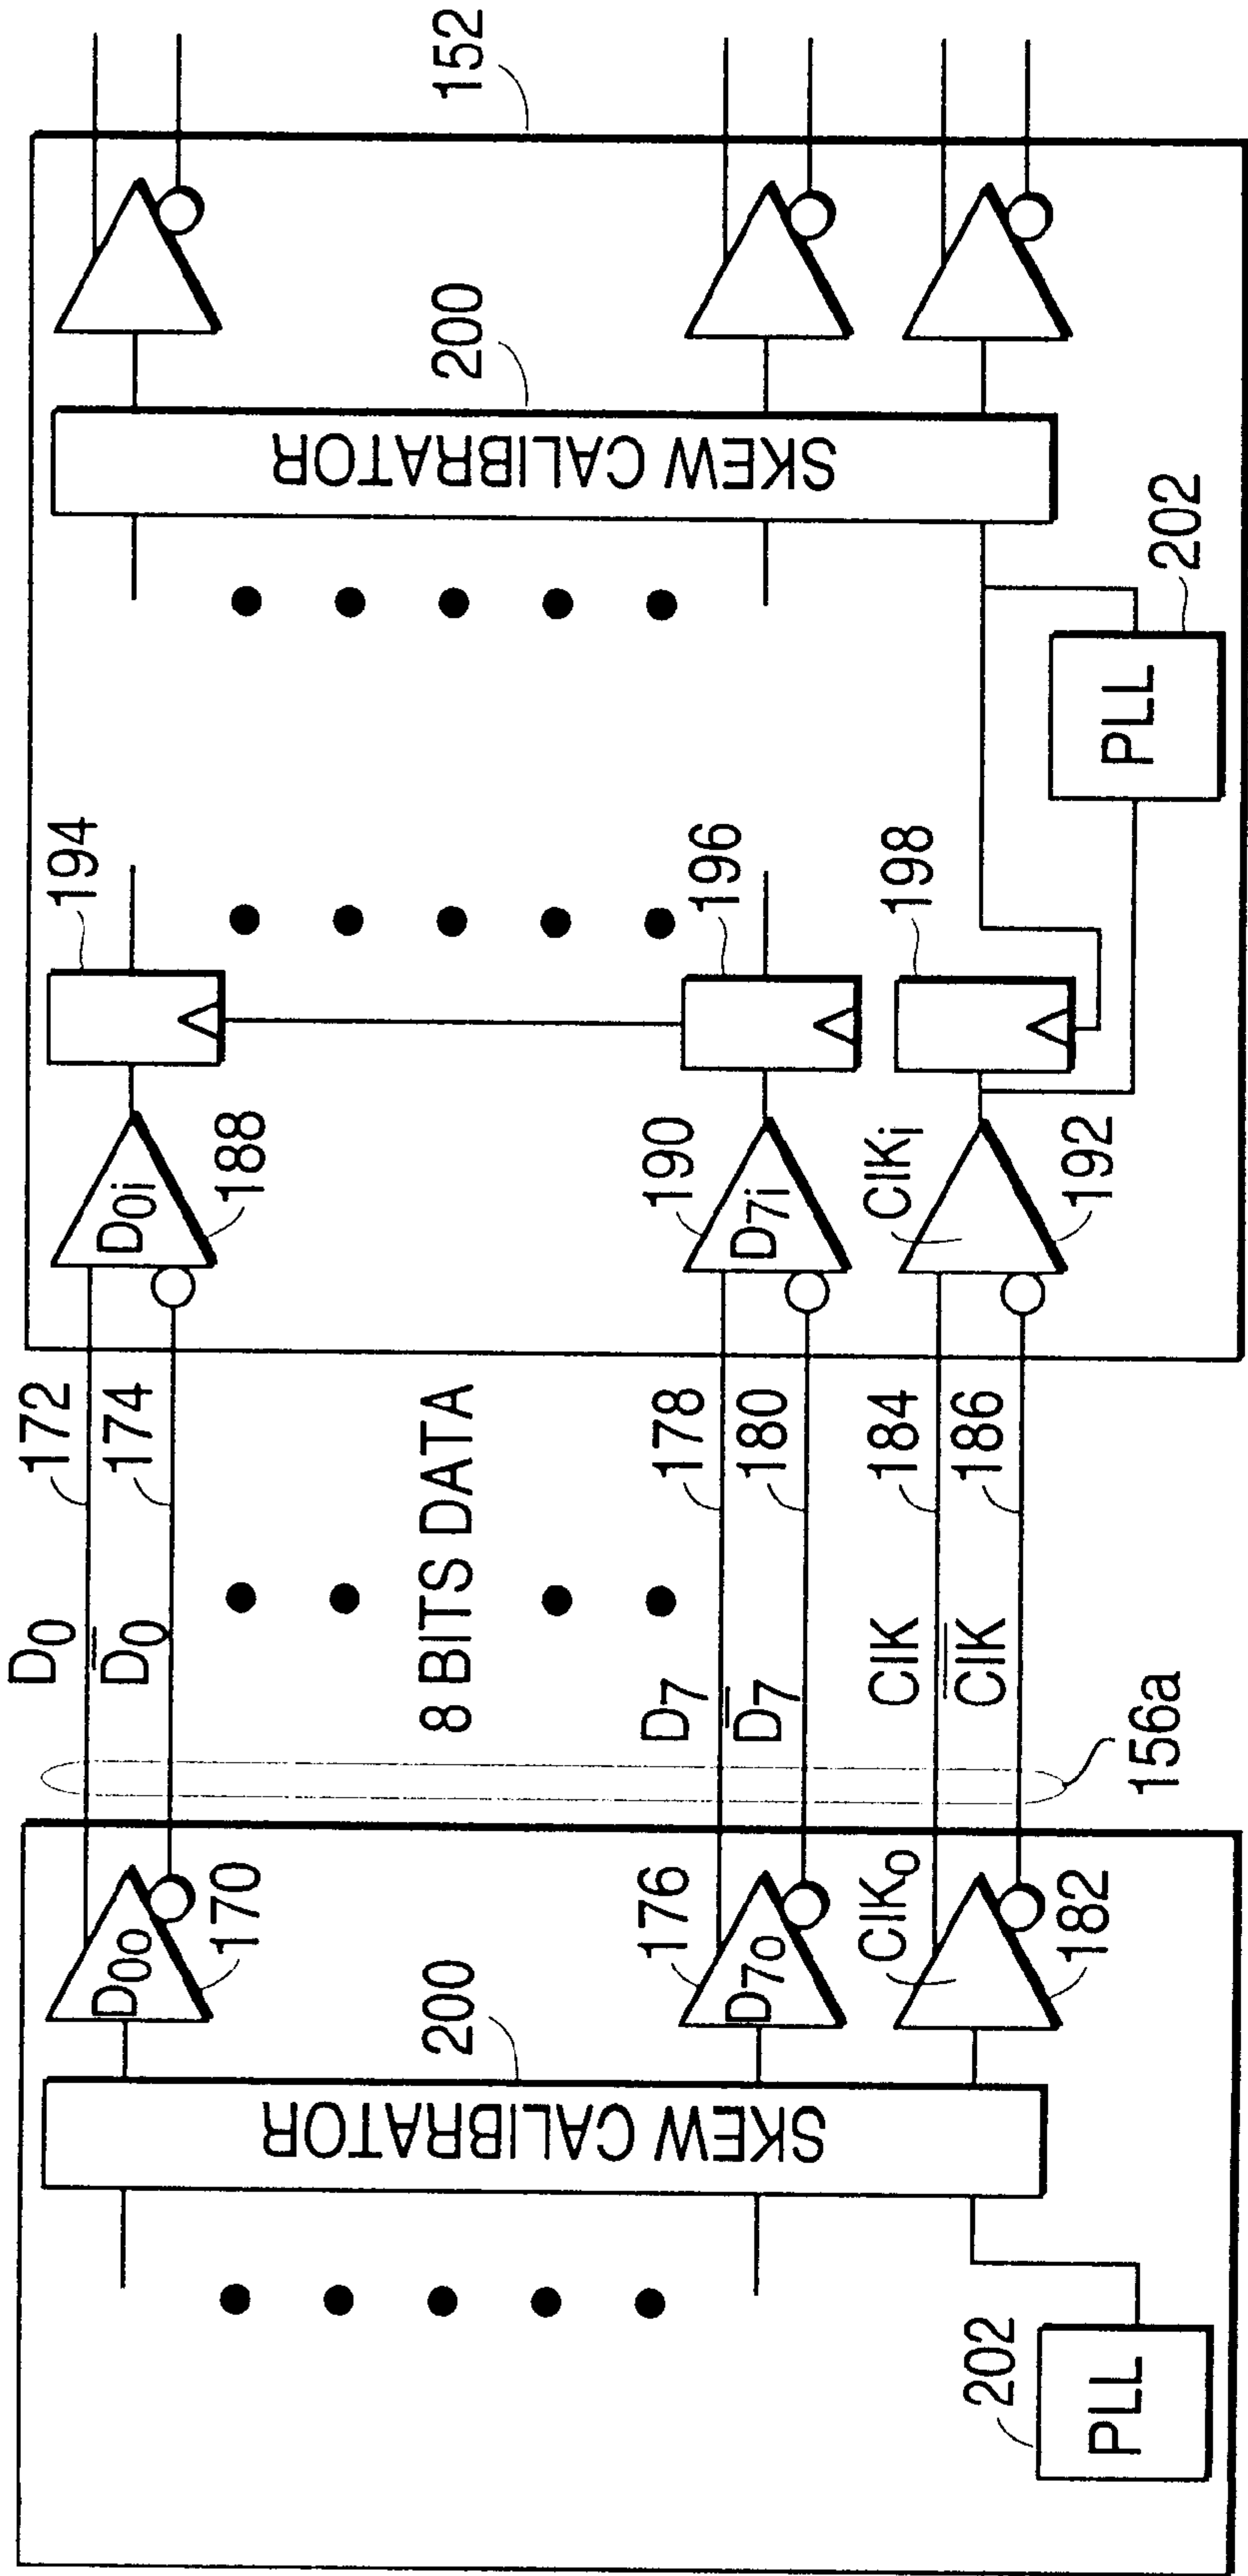 152
200
SKEW CALIBRATOR
202
PLL
194
196
198
D0i
188
190
D7i
ClKi
192
172
174
178
180
184
186
8 BITS DATA
D0
D̅0
D7
D̅7
ClK
C̅l̅K̅
156a
D0o
170
176
D7o
ClKo
182
200
SKEW CALIBRATOR
202
PLL